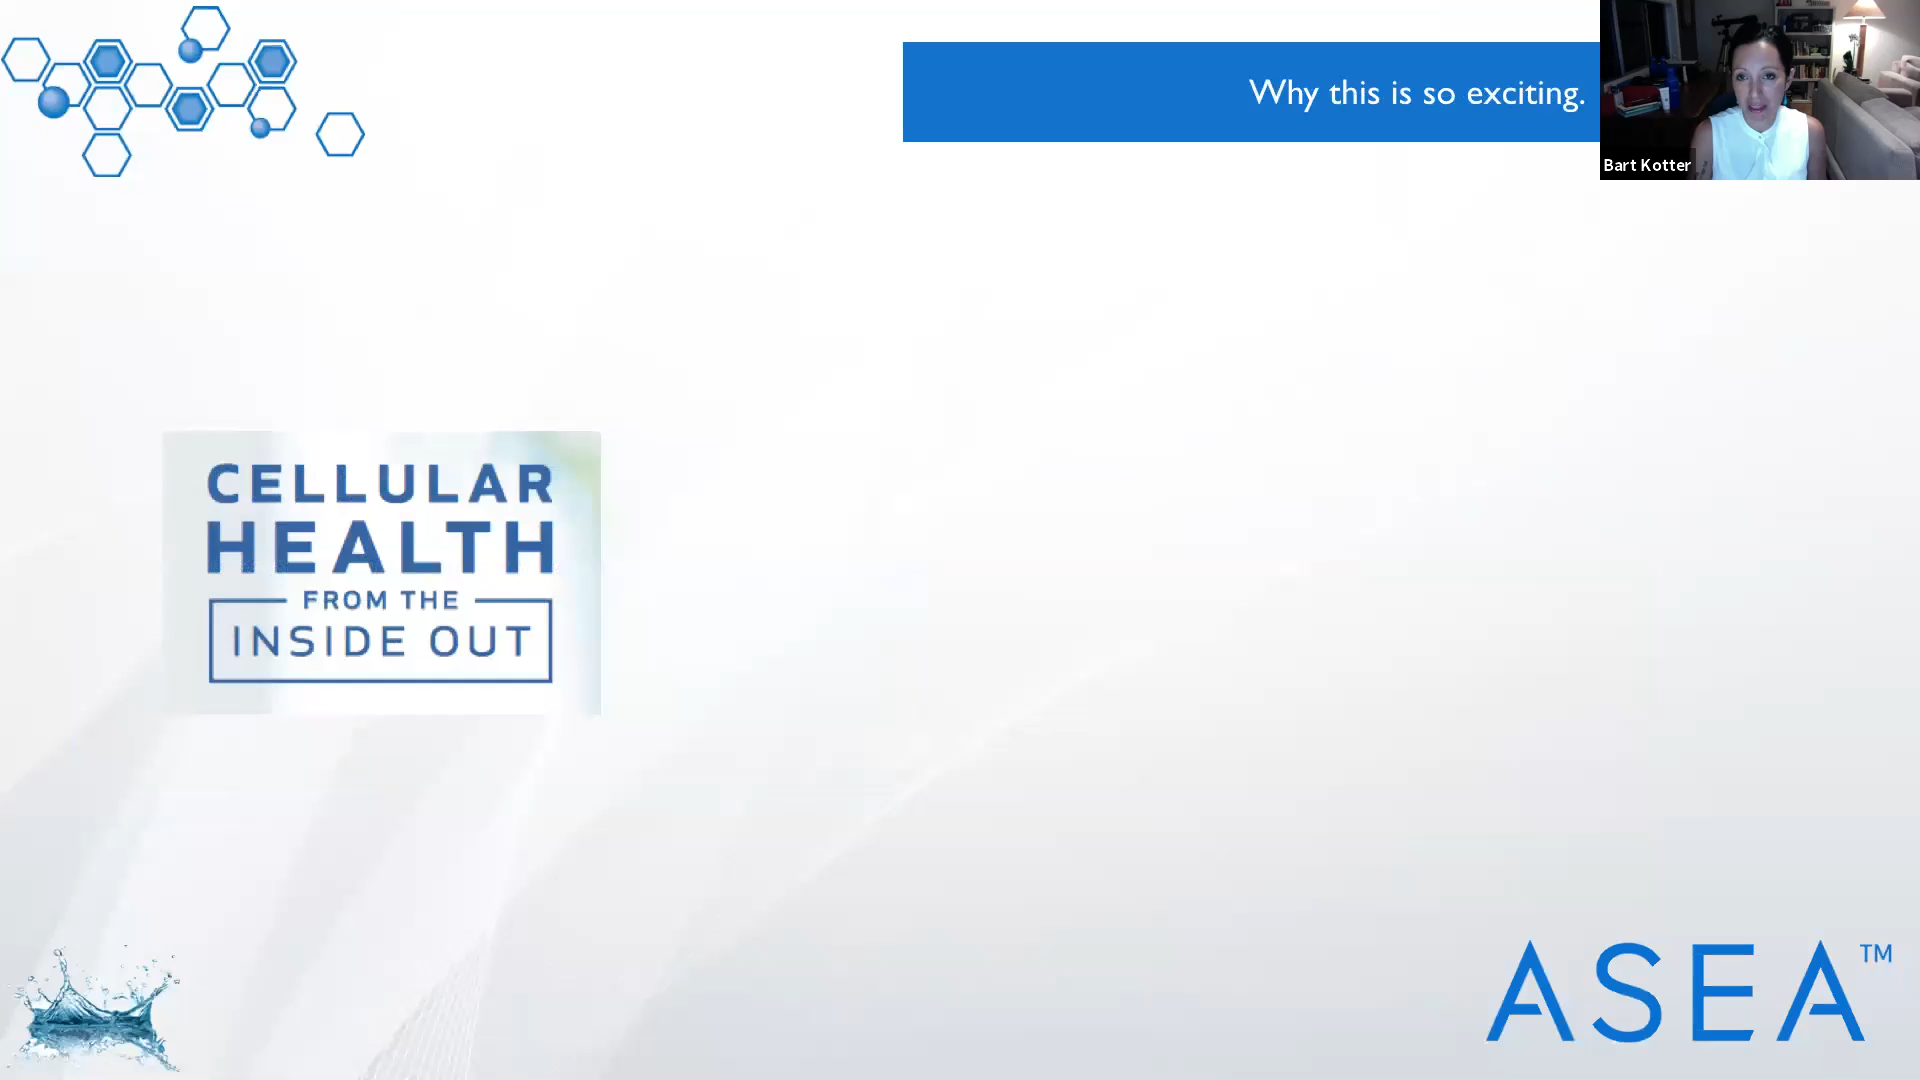 Why this is so exciting.
Bart Kotter
CELLULAR
HEALTH
FROM THE
INSIDE OUT
ASEA™